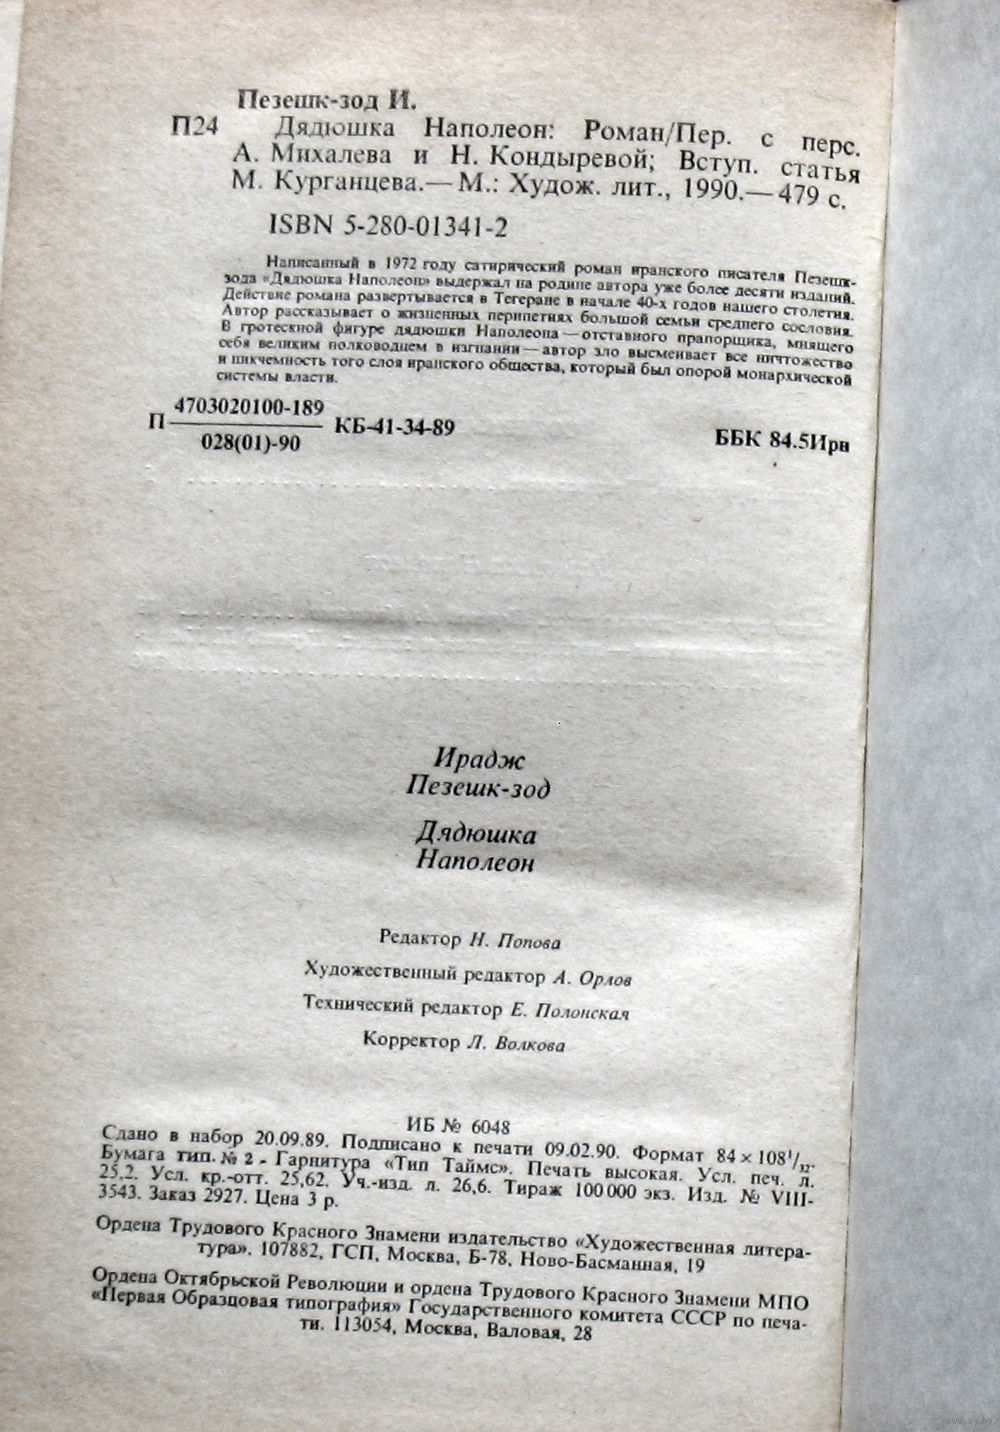 Пезешк-зод И.
П24 Дядюшка Наполеон: Роман/Пер. с перс.
А. Михалева и Н. Кондыревой; Вступ. статья
М. Курганцева.— М.: Худож. лит., 1990.— 479 с.
ISBN 5-280-01341-2
Написанный в 1972 году сатирический роман иранского писателя Пезешк-
зода «Дядюшка Наполеон» выдержал на родине автора уже более десяти изданий.
Действие романа развертывается в Тегеране в начале 40-х годов нашего столетия.
Автор рассказывает о жизненных перипетиях большой семьи среднего сословия.
В гротескной фигуре дядюшки Наполеона — отставного прапорщика, мнящего
себя великим полководцем в изгнании — автор зло высмеивает все ничтожество
и никчемность того слоя иранского общества, который был опорой монархической
системы власти.
4703020100-189
П КБ-41-34-89
028(01)-90
ББК 84.5Ирн
Ирадж
Пезешк-зод
Дядюшка
Наполеон
Редактор Н. Попова
Художественный редактор А. Орлов
Технический редактор Е. Полонская
Корректор Л. Волкова
ИБ № 6048
Сдано в набор 20.09.89. Подписано к печати 09.02.90. Формат 84×108¹/₃₂.
Бумага тип. № 2 . Гарнитура «Тип Таймс». Печать высокая. Усл. печ. л.
25,2. Усл. кр.-отт. 25,62. Уч.-изд. л. 26,6. Тираж 100 000 экз. Изд. № VIII-
3543. Заказ 2927. Цена 3 р.
Ордена Трудового Красного Знамени издательство «Художественная литера-
тура». 107882, ГСП, Москва, Б-78, Ново-Басманная, 19
Ордена Октябрьской Революции и ордена Трудового Красного Знамени МПО
«Первая Образцовая типография» Государственного комитета СССР по печа-
ти. 113054, Москва, Валовая, 28
www.ay.by